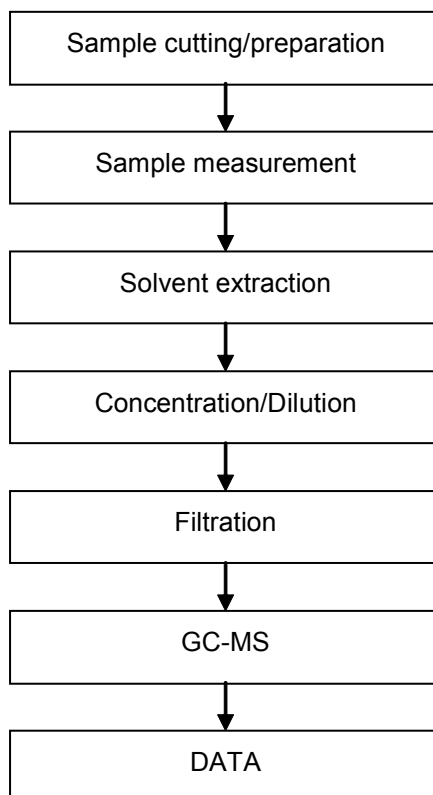 Sample cutting/preparation
Sample measurement
Solvent extraction
Concentration/Dilution
Filtration
GC-MS
DATA